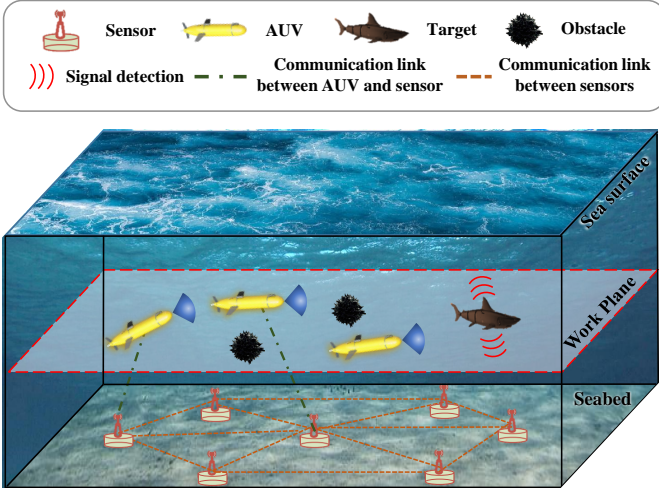 Sensor
AUV
Target
Obstacle
Signal detection
Communication link
between AUV and sensor
Communication link
between sensors
Sea surface
Work Plane
Seabed